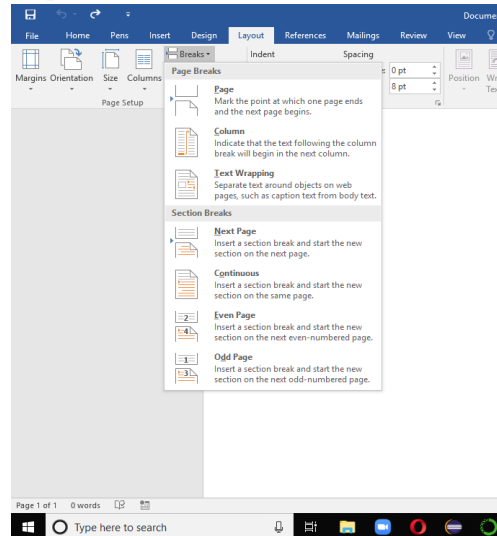 Docume
File Home Pens Insert Design Layout References Mailings Review View
Breaks Indent Spacing
Margins Orientation Size Columns
0 pt
8 pt
Position
Page Setup
Page Breaks
Page
Mark the point at which one page ends
and the next page begins.
Column
Indicate that the text following the column
break will begin in the next column.
Text Wrapping
Separate text around objects on web
pages, such as caption text from body text.
Section Breaks
Next Page
Insert a section break and start the new
section on the next page.
Continuous
Insert a section break and start the new
section on the same page.
2
4
Even Page
Insert a section break and start the new
section on the next even-numbered page.
1
3
Odd Page
Insert a section break and start the new
section on the next odd-numbered page.
Page 1 of 1 0 words
Type here to search